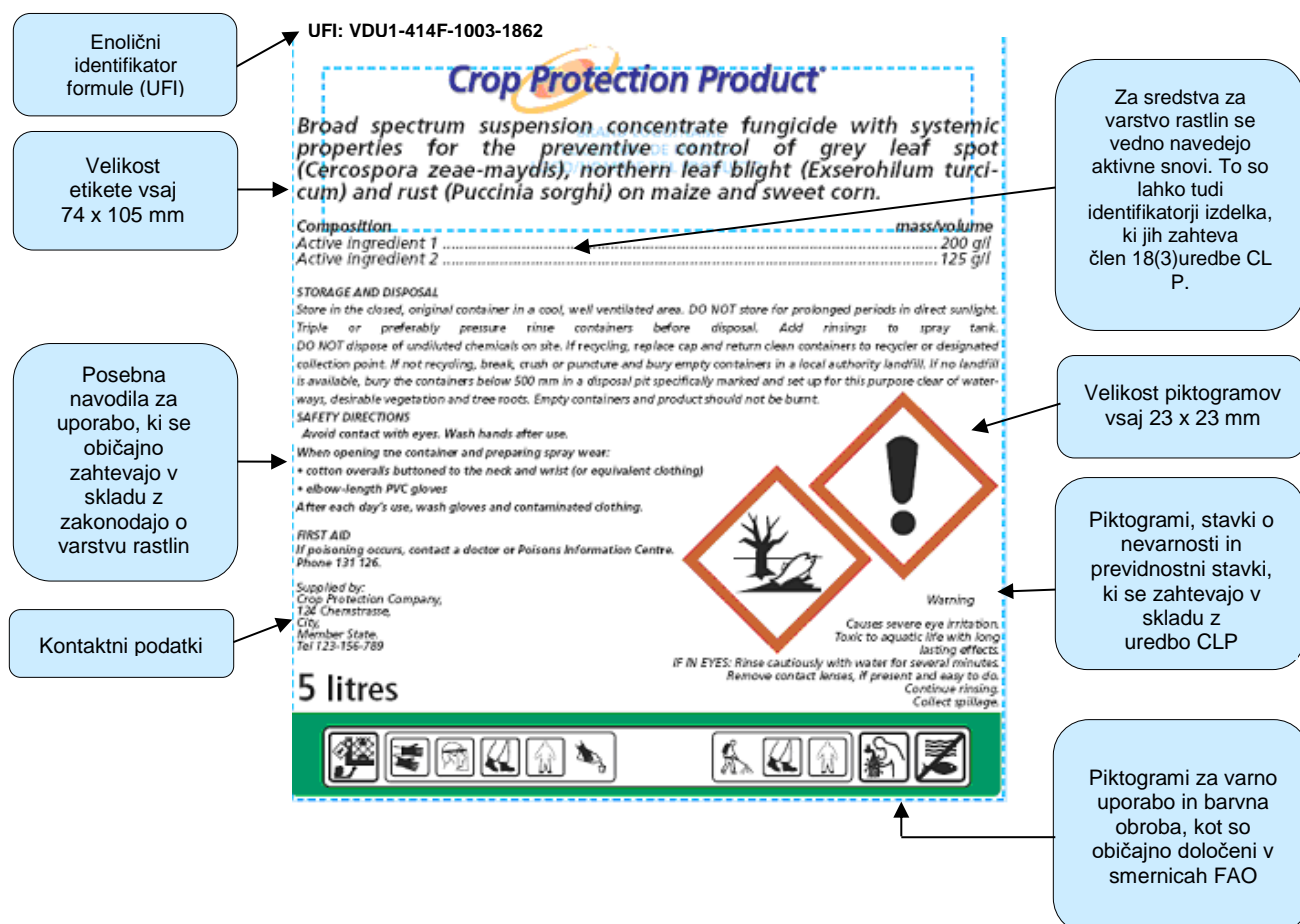 UFI: VDU1-414F-1003-1862
Enolični
identifikator
formule (UFI)
Velikost
etikete vsaj
74 x 105 mm
Posebna
navodila za
uporabo, ki se
običajno
zahtevajo v
skladu z
zakonodajo o
varstvu rastlin
Kontaktni podatki
Crop Protection Product
Broad spectrum suspension concentrate fungicide with systemic
properties for the preventive control of grey leaf spot
(Cercospora zeae-maydis), northern leaf blight (Exserohilum turci-
cum) and rust (Puccinia sorghi) on maize and sweet corn.
Composition mass/volume
Active ingredient 1 200 g/l
Active ingredient 2 125 g/l
STORAGE AND DISPOSAL
Store in the closed, original container in a cool, well ventilated area. DO NOT store for prolonged periods in direct sunlight.
Triple or preferably pressure rinse containers before disposal. Add rinsings to spray tank.
DO NOT dispose of undiluted chemicals on site. If recycling, replace cap and return clean containers to recycler or designated
collection point. If not recycling, break, crush or puncture and bury empty containers in a local authority landfill. If no landfill
is available, bury the containers below 500 mm in a disposal pit specifically marked and set up for this purpose clear of water-
ways, desirable vegetation and tree roots. Empty containers and product should not be burnt.
SAFETY DIRECTIONS
Avoid contact with eyes. Wash hands after use.
When opening the container and preparing spray wear:
• cotton overalls buttoned to the neck and wrist (or equivalent clothing)
• elbow-length PVC gloves
After each day's use, wash gloves and contaminated clothing.
FIRST AID
If poisoning occurs, contact a doctor or Poisons Information Centre.
Phone 131 126.
Supplied by:
Crop Protection Company,
124 Chemstrasse,
City,
Member State.
Tel 123-156-789
5 litres
Warning
Causes severe eye irritation.
Toxic to aquatic life with long
lasting effects.
IF IN EYES: Rinse cautiously with water for several minutes.
Remove contact lenses, if present and easy to do.
Continue rinsing.
Collect spillage.
Za sredstva za
varstvo rastlin se
vedno navedejo
aktivne snovi. To so
lahko tudi
identifikatorji izdelka,
ki jih zahteva
člen 18(3)uredbe CL
P.
Velikost piktogramov
vsaj 23 x 23 mm
Piktogrami, stavki o
nevarnosti in
previdnostni stavki,
ki se zahtevajo v
skladu z
uredbo CLP
Piktogrami za varno
uporabo in barvna
obroba, kot so
običajno določeni v
smernicah FAO